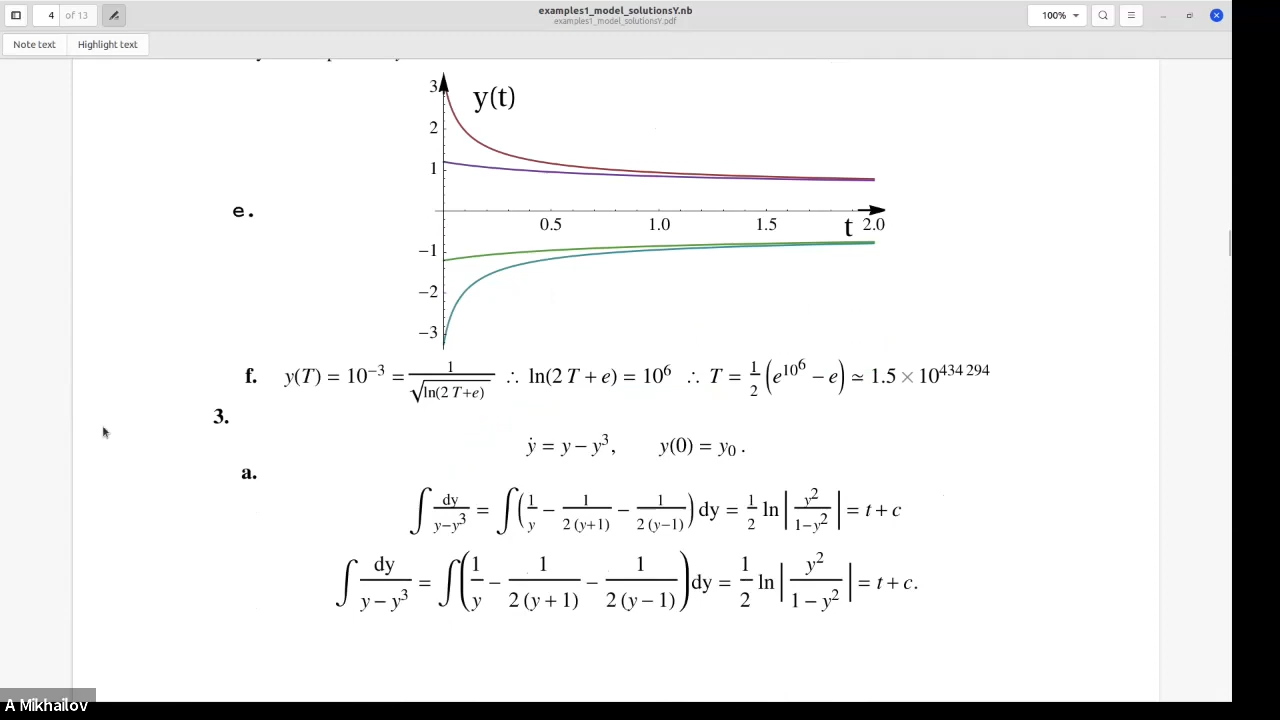 examples1_model_solutionsY.nb
examples1_model_solutionsY.pdf
4 of 13
100%
Note text Highlight text
3
y(t)
2
1
e.
0.5 1.0 1.5 t 2.0
−1
−2
−3
f. y(T) = 10^{−3} = 1/√(ln(2 T+e)) ∴ ln(2 T + e) = 10^6 ∴ T = 1/2 (e^{10^6} − e) ≃ 1.5 × 10^{434 294}
3.
ẏ = y − y^3, y(0) = y_0 .
a.
∫ dy/(y−y^3) = ∫(1/y − 1/(2 (y+1)) − 1/(2 (y−1))) dy = 1/2 ln|y^2/(1−y^2)| = t + c
∫ dy/(y − y^3) = ∫(1/y − 1/(2 (y + 1)) − 1/(2 (y − 1))) dy = 1/2 ln|y^2/(1 − y^2)| = t + c.
A Mikhailov